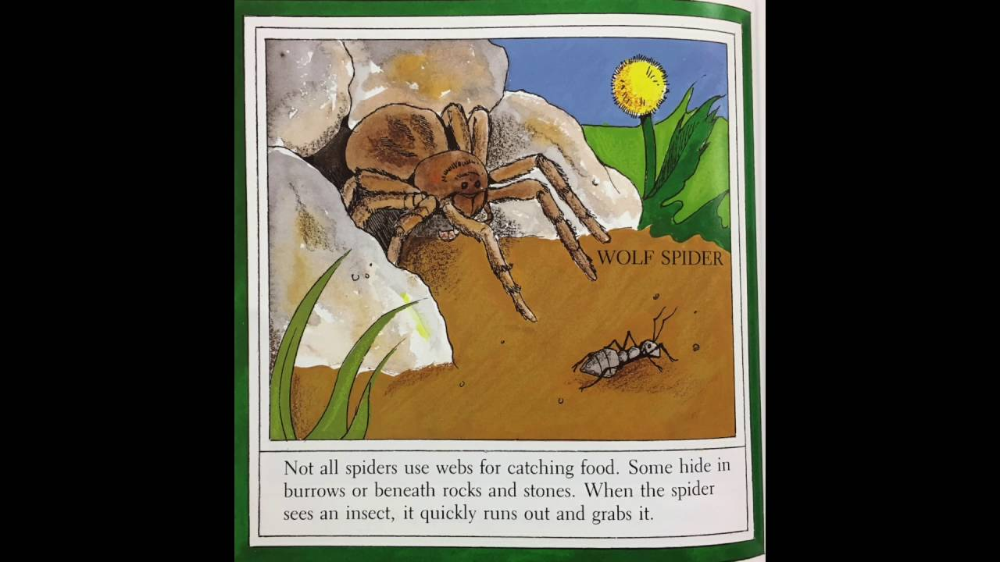 WOLF SPIDER
Not all spiders use webs for catching food. Some hide in
burrows or beneath rocks and stones. When the spider
sees an insect, it quickly runs out and grabs it.